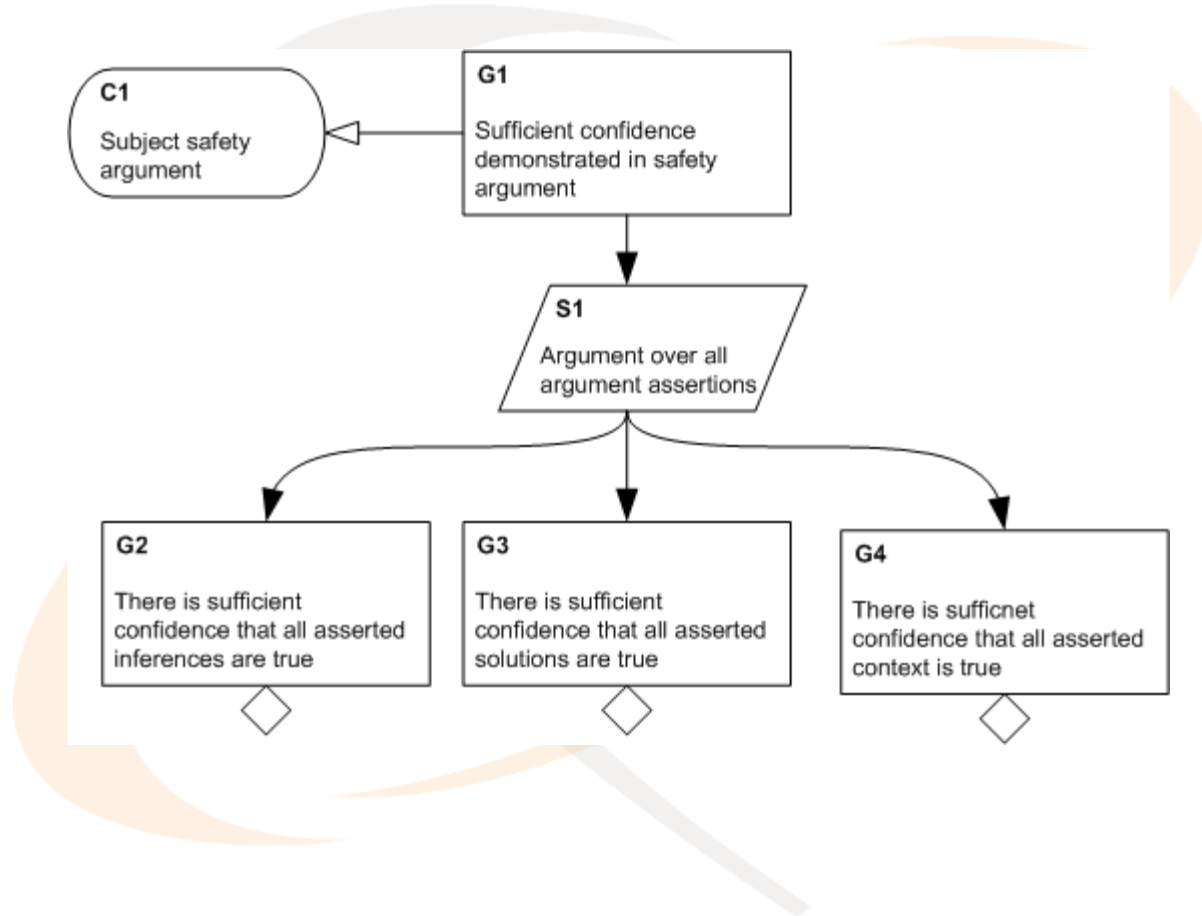 C1
Subject safety
argument
G1
Sufficient confidence
demonstrated in safety
argument
S1
Argument over all
argument assertions
G2
There is sufficient
confidence that all asserted
inferences are true
G3
There is sufficient
confidence that all asserted
solutions are true
G4
There is sufficnet
confidence that all asserted
context is true